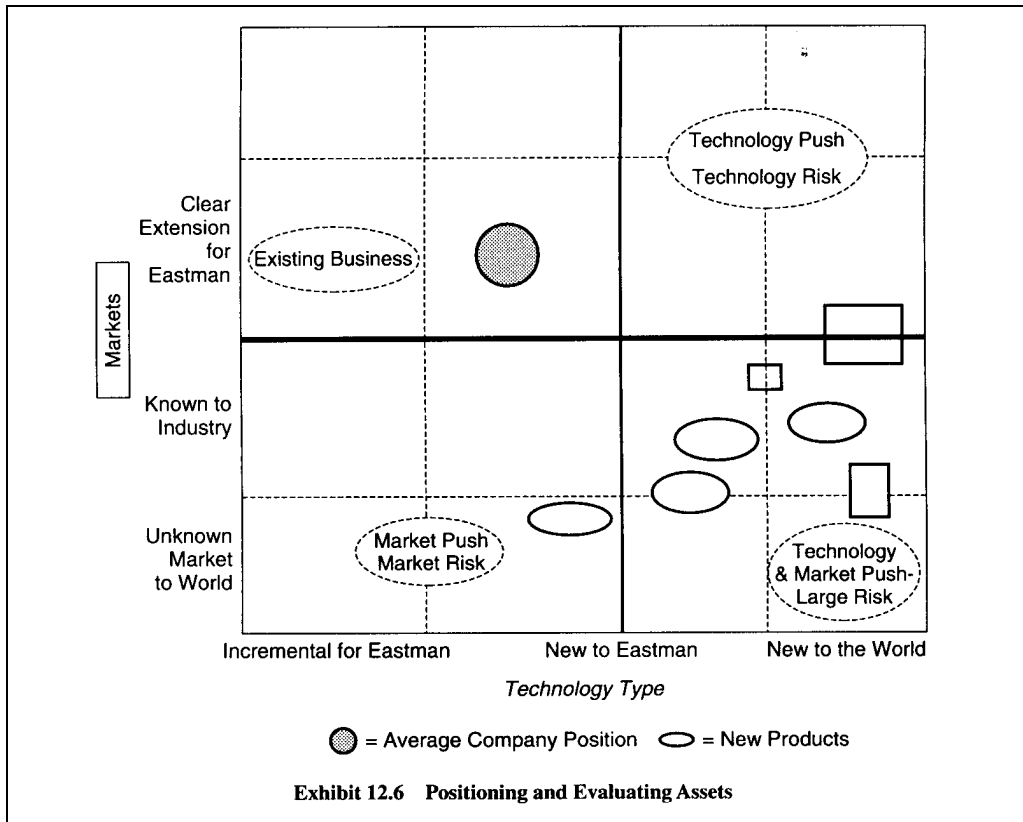 Technology Push
Technology Risk
Clear
Extension
for
Eastman
Existing Business
Markets
Known to
Industry
Unknown
Market
to World
Market Push
Market Risk
Technology
& Market Push-
Large Risk
Incremental for Eastman
New to Eastman
New to the World
Technology Type
= Average Company Position
= New Products
Exhibit 12.6 Positioning and Evaluating Assets